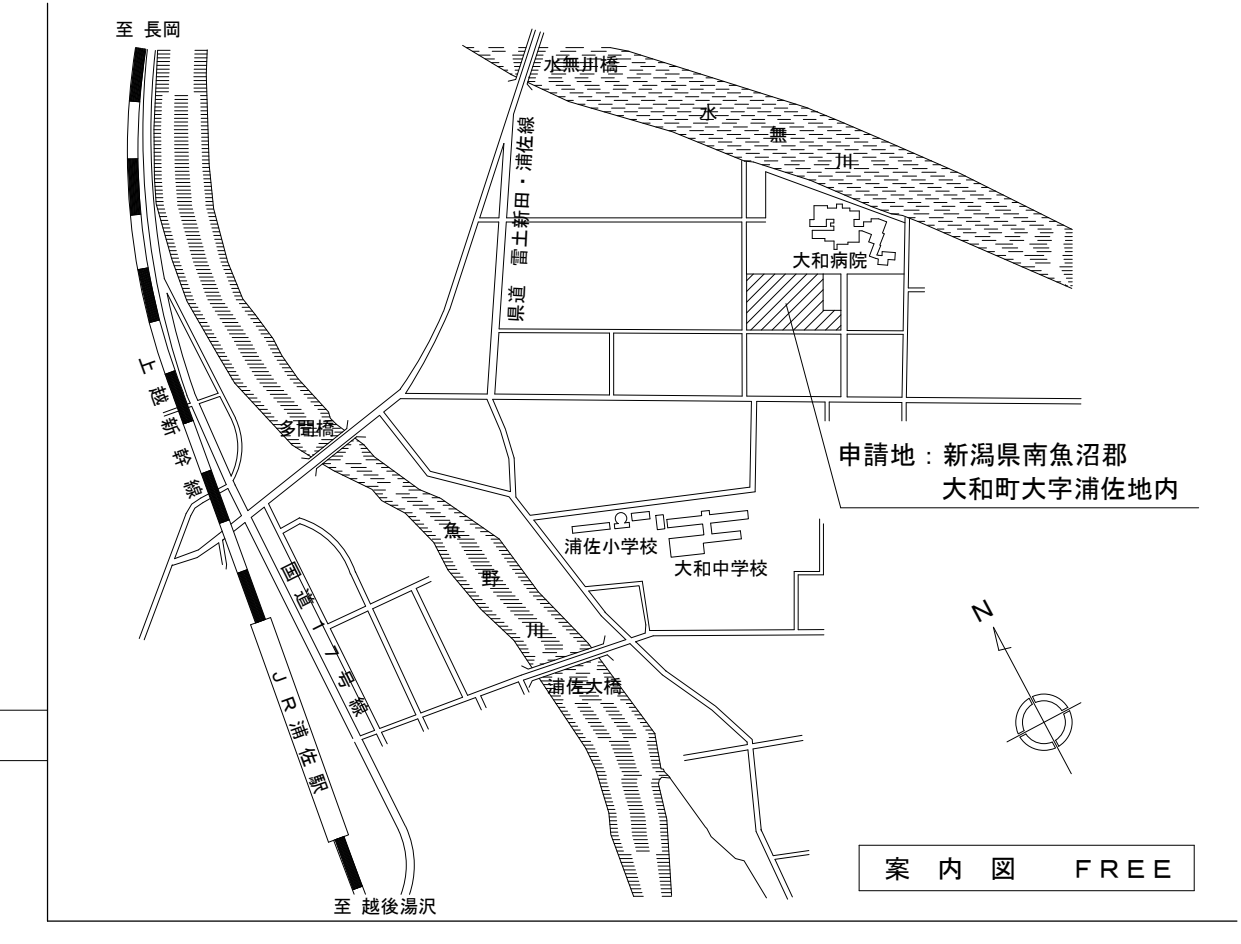 至 長岡
水無川橋
水無川
県道 雷土新田・浦佐線
大和病院
上越新幹線
多聞橋
申請地：新潟県南魚沼郡
大和町大字浦佐地内
魚野川
浦佐小学校
大和中学校
国道17号線
N
浦佐大橋
JR浦佐駅
案内図 FREE
至 越後湯沢